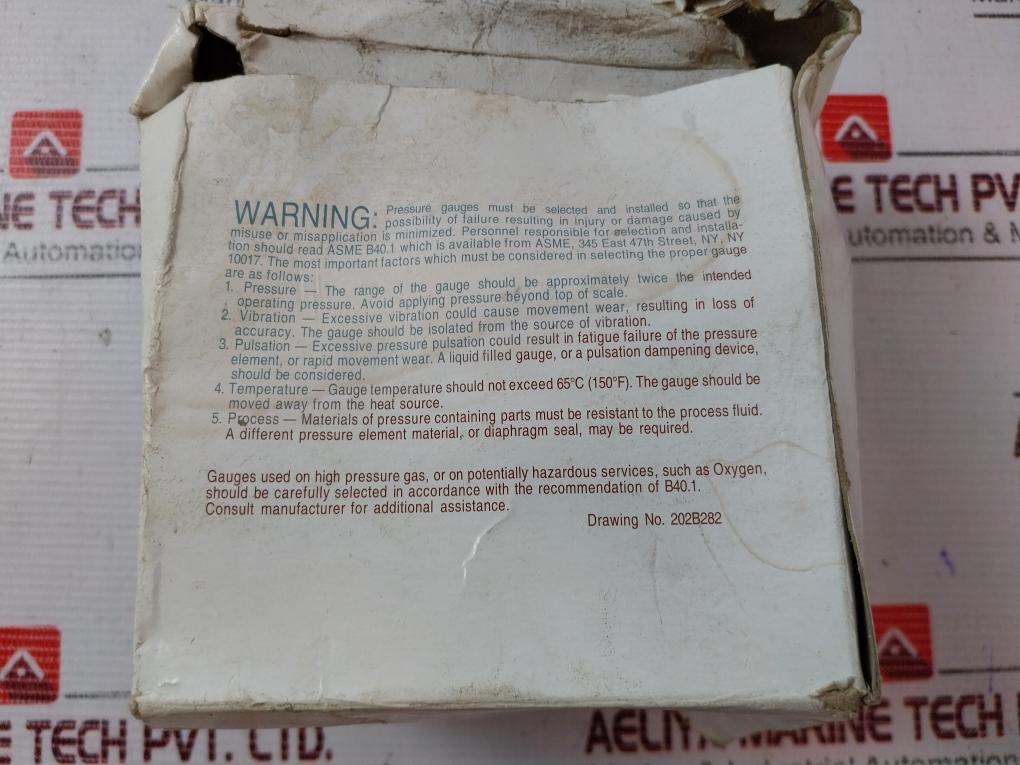 WARNING: Pressure gauges must be selected and installed so that the
possibility of failure resulting in Injury or damage caused by
misuse or misapplication is minimized. Personnel responsible for selection and installa-
tion should read ASME B40.1 which is available from ASME, 345 East 47th Street, NY, NY
10017. The most important factors which must be considered in selecting the proper gauge
are as follows:
1. Pressure — The range of the gauge should be approximately twice the intended
operating pressure. Avoid applying pressure beyond top of scale.
2. Vibration — Excessive vibration could cause movement wear, resulting in loss of
accuracy. The gauge should be isolated from the source of vibration.
3. Pulsation — Excessive pressure pulsation could result in fatigue failure of the pressure
element, or rapid movement wear. A liquid filled gauge, or a pulsation dampening device,
should be considered.
4. Temperature — Gauge temperature should not exceed 65°C (150°F). The gauge should be
moved away from the heat source.
5. Process — Materials of pressure containing parts must be resistant to the process fluid.
A different pressure element material, or diaphragm seal, may be required.
Gauges used on high pressure gas, or on potentially hazardous services, such as Oxygen,
should be carefully selected in accordance with the recommendation of B40.1.
Consult manufacturer for additional assistance.
Drawing No. 202B282
TECH PV
Automation &
E TECH
Automation
E TECH PVT. LTD.
TECH
Automation